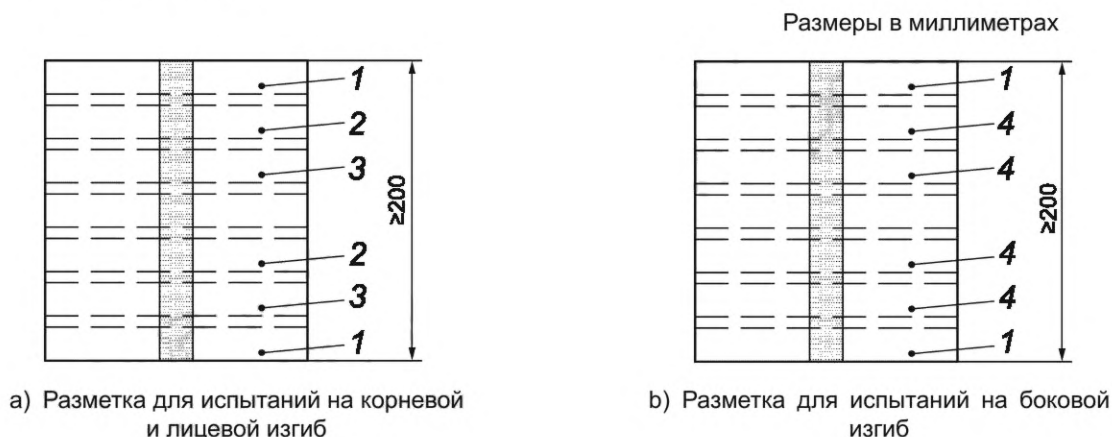 Размеры в миллиметрах
1
2
3
2
3
1
≥200
a) Разметка для испытаний на корневой
и лицевой изгиб
1
4
4
4
4
1
≥200
b) Разметка для испытаний на боковой
изгиб